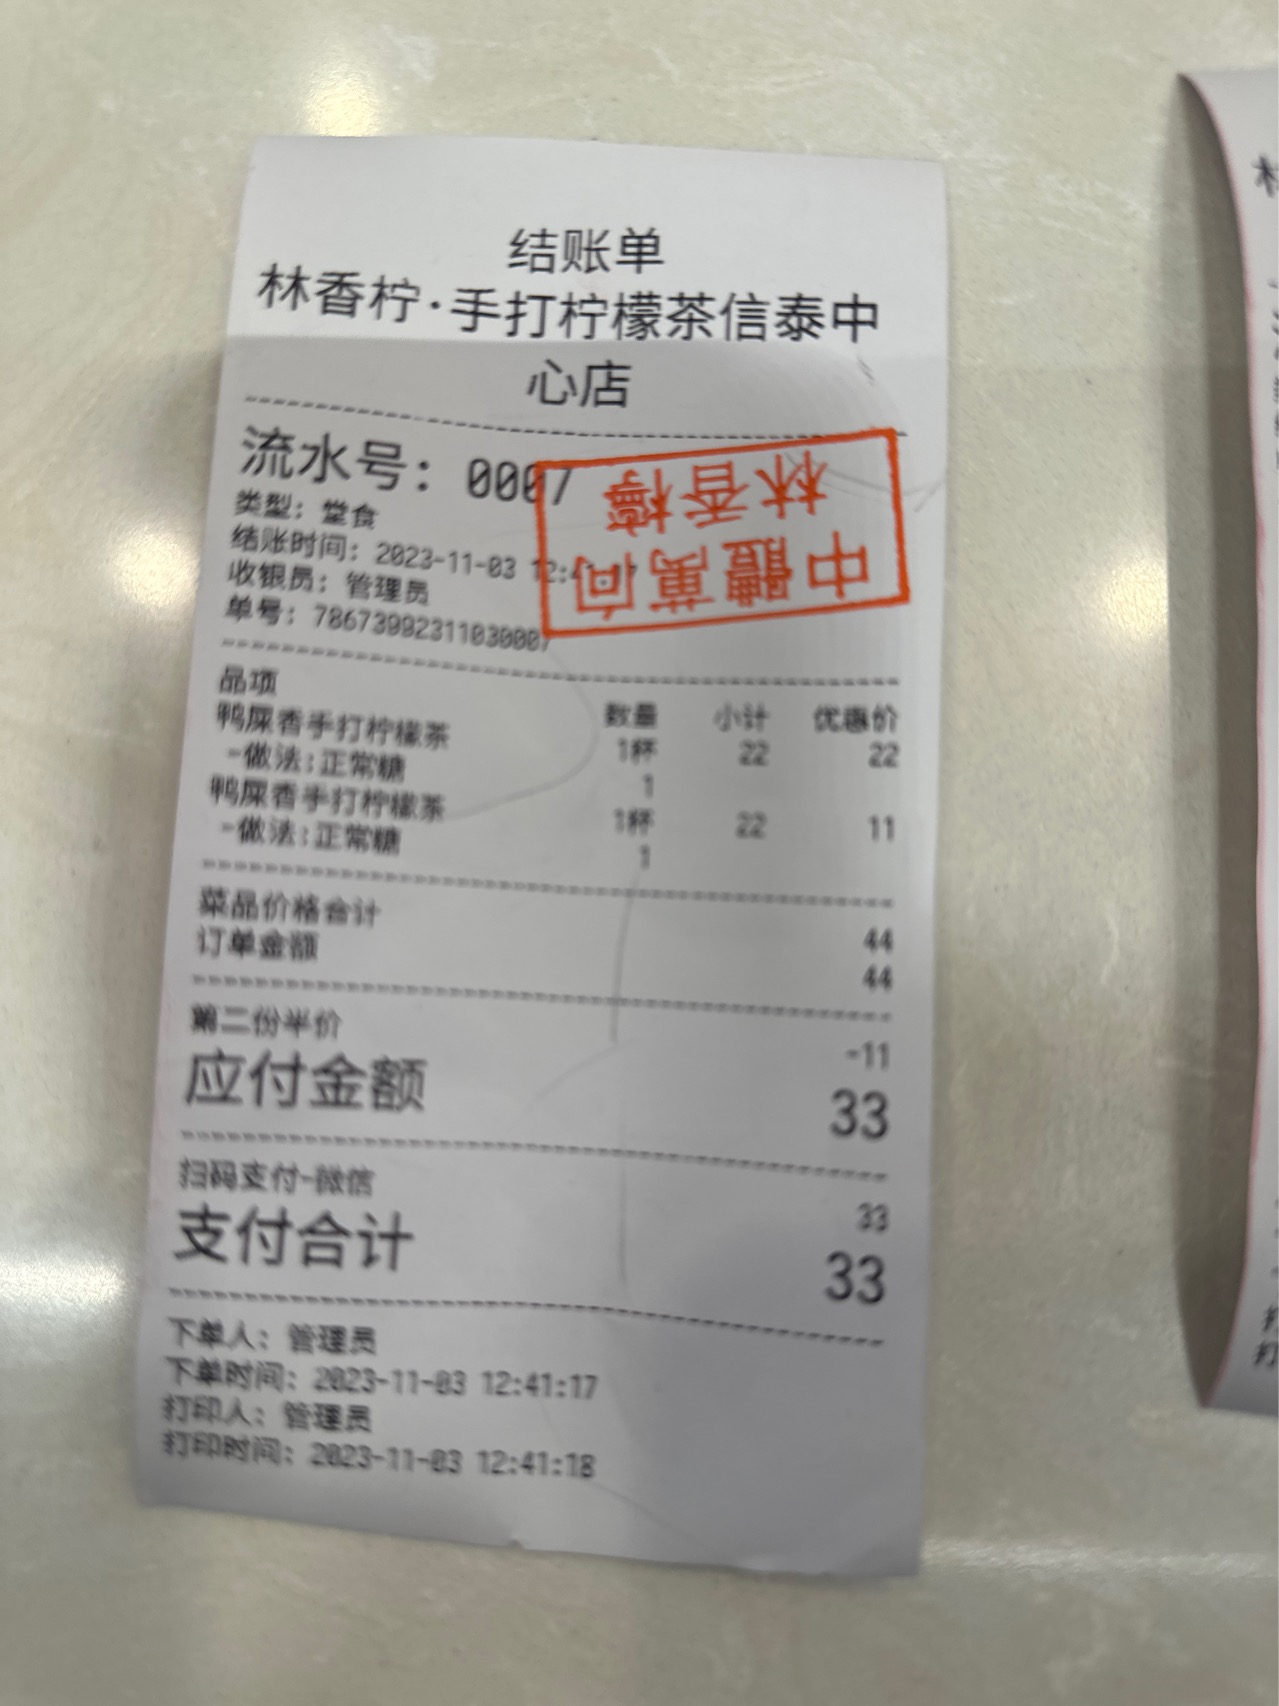 结账单
林香柠·手打柠檬茶信泰中
心店
流水号：0007
类型：堂食
结账时间：2023-11-03 12:41:17
收银员：管理员
单号：78673992311030007
品项 数量 小计 优惠价
鸭屎香手打柠檬茶 1杯 22 22
-做法:正常糖 1
鸭屎香手打柠檬茶 1杯 22 11
-做法:正常糖 1
菜品价格合计 44
订单金额 44
第二份半价 -11
应付金额 33
扫码支付-微信 33
支付合计 33
下单人：管理员
下单时间：2023-11-03 12:41:17
打印人：管理员
打印时间：2023-11-03 12:41:18
中體萬向
林香檸